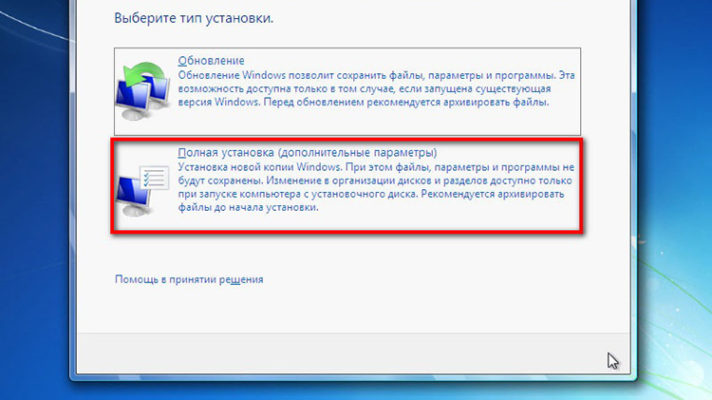 Выберите тип установки.
Обновление
Обновление Windows позволит сохранить файлы, параметры и программы. Эта
возможность доступна только в том случае, если запущена существующая
версия Windows. Перед обновлением рекомендуется архивировать файлы.
Полная установка (дополнительные параметры)
Установка новой копии Windows. При этом файлы, параметры и программы не
будут сохранены. Изменение в организации дисков и разделов доступно только
при запуске компьютера с установочного диска. Рекомендуется архивировать
файлы до начала установки.
Помощь в принятии решения